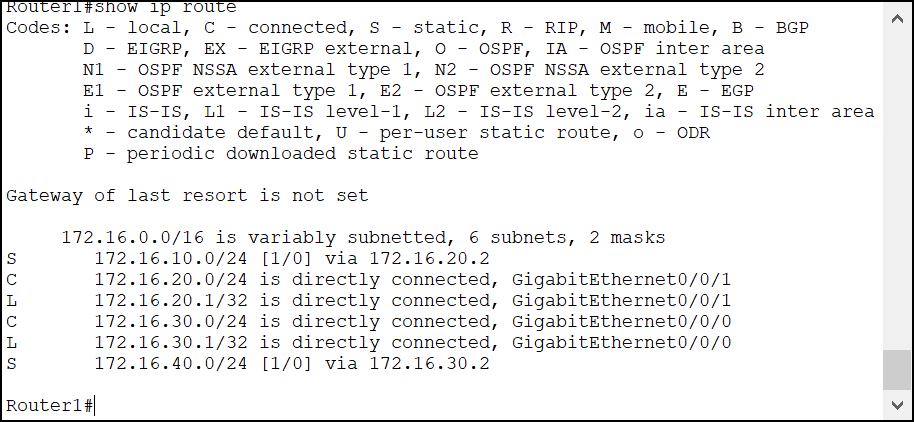 Router1#show ip route
Codes: L - local, C - connected, S - static, R - RIP, M - mobile, B - BGP
       D - EIGRP, EX - EIGRP external, O - OSPF, IA - OSPF inter area
       N1 - OSPF NSSA external type 1, N2 - OSPF NSSA external type 2
       E1 - OSPF external type 1, E2 - OSPF external type 2, E - EGP
       i - IS-IS, L1 - IS-IS level-1, L2 - IS-IS level-2, ia - IS-IS inter area
       * - candidate default, U - per-user static route, o - ODR
       P - periodic downloaded static route
Gateway of last resort is not set
     172.16.0.0/16 is variably subnetted, 6 subnets, 2 masks
S       172.16.10.0/24 [1/0] via 172.16.20.2
C       172.16.20.0/24 is directly connected, GigabitEthernet0/0/1
L       172.16.20.1/32 is directly connected, GigabitEthernet0/0/1
C       172.16.30.0/24 is directly connected, GigabitEthernet0/0/0
L       172.16.30.1/32 is directly connected, GigabitEthernet0/0/0
S       172.16.40.0/24 [1/0] via 172.16.30.2
Router1#